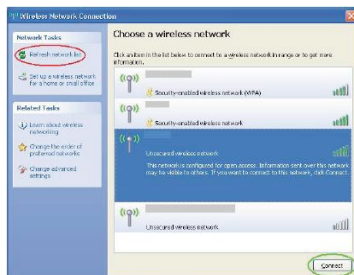 Wireless Network Connection
Network Tasks
Refresh network list
Set up a wireless network
for a home or small office
Related Tasks
Learn about wireless
networking
Change the order of
preferred networks
Change advanced
settings
Choose a wireless network
Click an item in the list below to connect to a wireless network in range or to get more
information.
Security-enabled wireless network (WPA)
Security-enabled wireless network
Unsecured wireless network
This network is configured for open access. Information sent over this network
may be visible to others. If you want to connect to this network, click Connect.
Unsecured wireless network
Connect